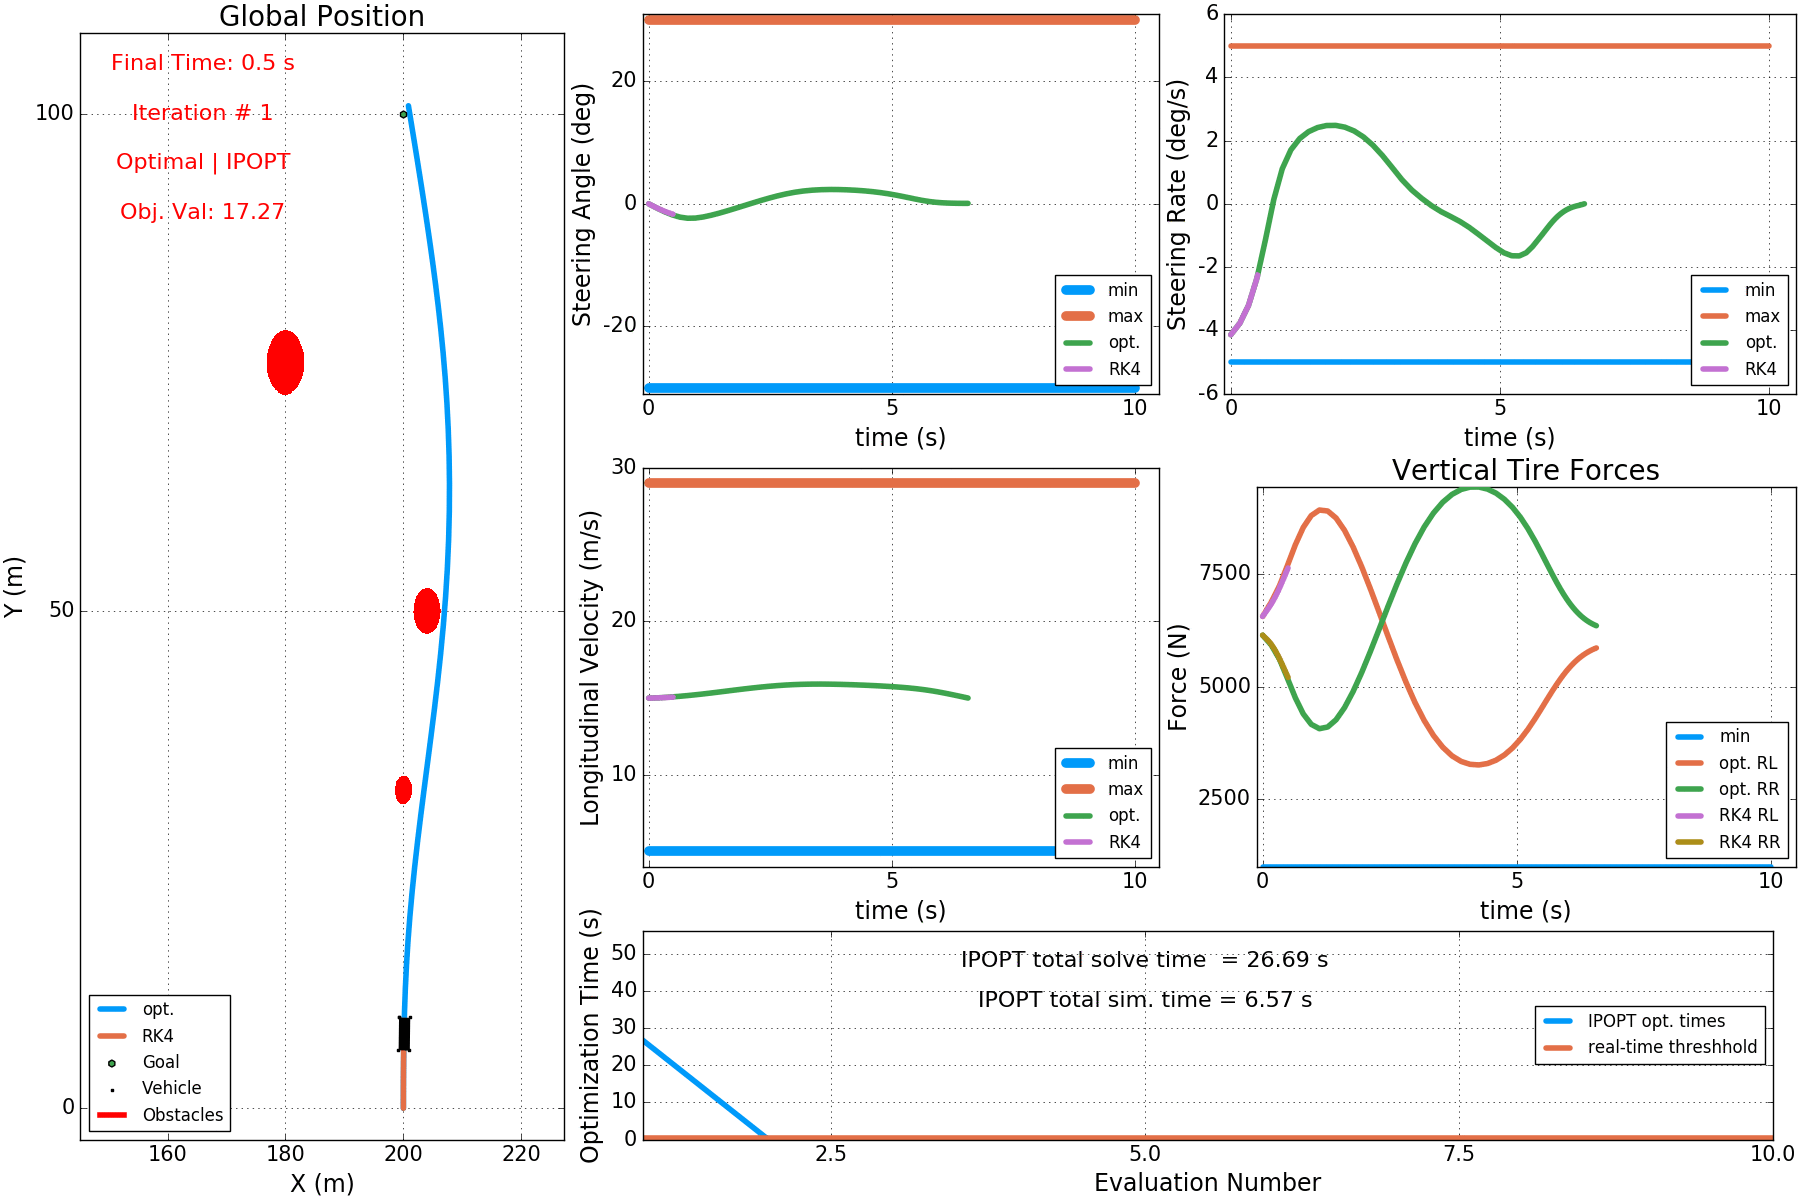 Global Position
Final Time: 0.5 s
Iteration # 1
Optimal | IPOPT
Obj. Val: 17.27
100
50
0
Y (m)
160
180
200
220
X (m)
opt.
RK4
Goal
Vehicle
Obstacles
Steering Angle (deg)
20
0
-20
0
5
10
time (s)
min
max
opt.
RK4
Steering Rate (deg/s)
6
4
2
0
-2
-4
-6
0
5
10
time (s)
min
max
opt.
RK4
Longitudinal Velocity (m/s)
30
20
10
0
5
10
time (s)
min
max
opt.
RK4
Vertical Tire Forces
Force (N)
7500
5000
2500
0
5
10
time (s)
min
opt. RL
opt. RR
RK4 RL
RK4 RR
Optimization Time (s)
50
40
30
20
10
0
IPOPT total solve time = 26.69 s
IPOPT total sim. time = 6.57 s
IPOPT opt. times
real-time threshhold
2.5
5.0
7.5
10.0
Evaluation Number